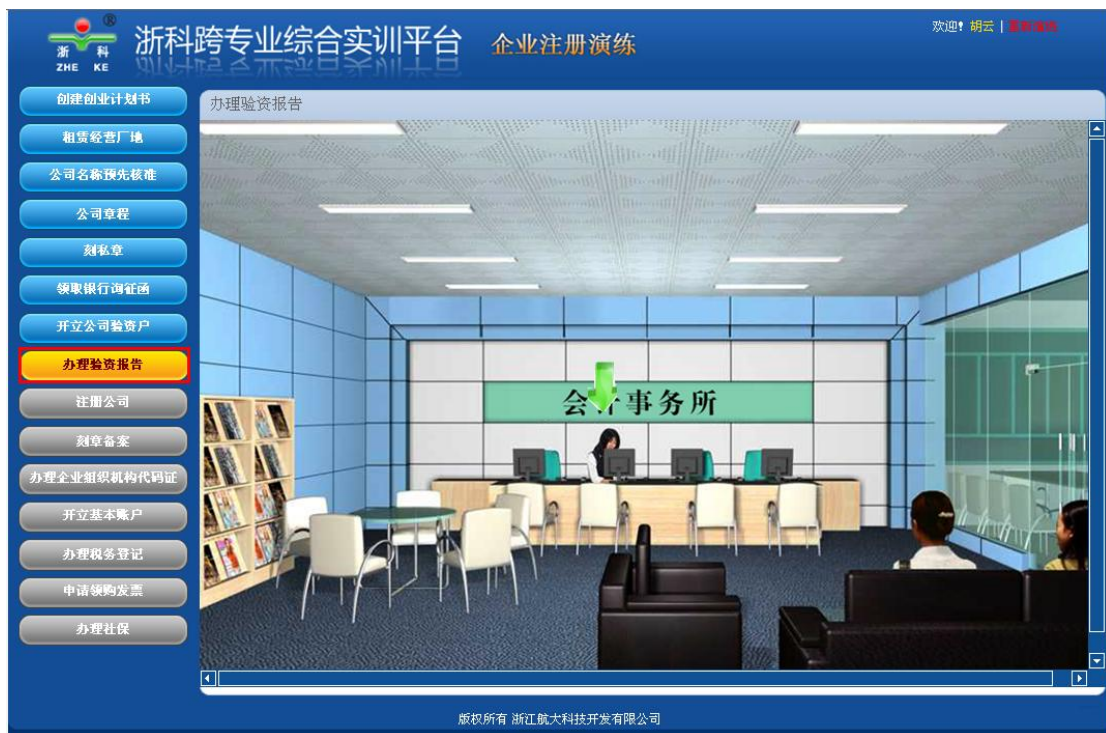 浙科跨专业综合实训平台 企业注册演练
欢迎! 胡云 | 重新演练
浙 科
ZHE KE
®
创建创业计划书
租赁经营厂地
公司名称预先核准
公司章程
刻私章
领取银行询征函
开立公司验资户
办理验资报告
注册公司
刻章备案
办理企业组织机构代码证
开立基本账户
办理税务登记
申请领购发票
办理社保
办理验资报告
会计事务所
版权所有 浙江航大科技开发有限公司